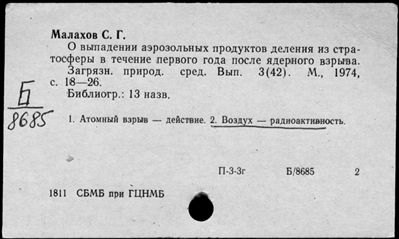 Малахов С. Г.
О выпадении аэрозольных продуктов деления из стра-
тосферы в течение первого года после ядерного взрыва.
Загрязн. природ. сред. Вып. 3(42). М., 1974,
с. 18—26.
Библиогр.: 13 назв.
Б
8685
1. Атомный взрыв — действие. 2. Воздух — радиоактивность.
П-3-3г Б/8685 2
1811 СБМБ при ГЦНМБ